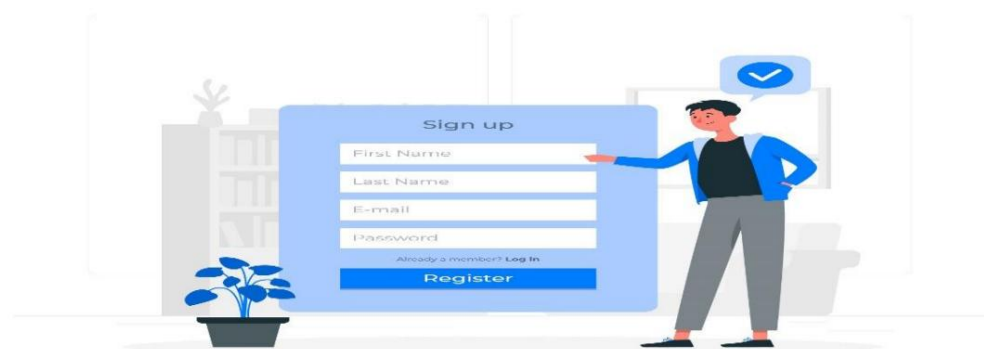 Sign up
First Name
Last Name
E-mail
Password
Already a member? Log in
Register